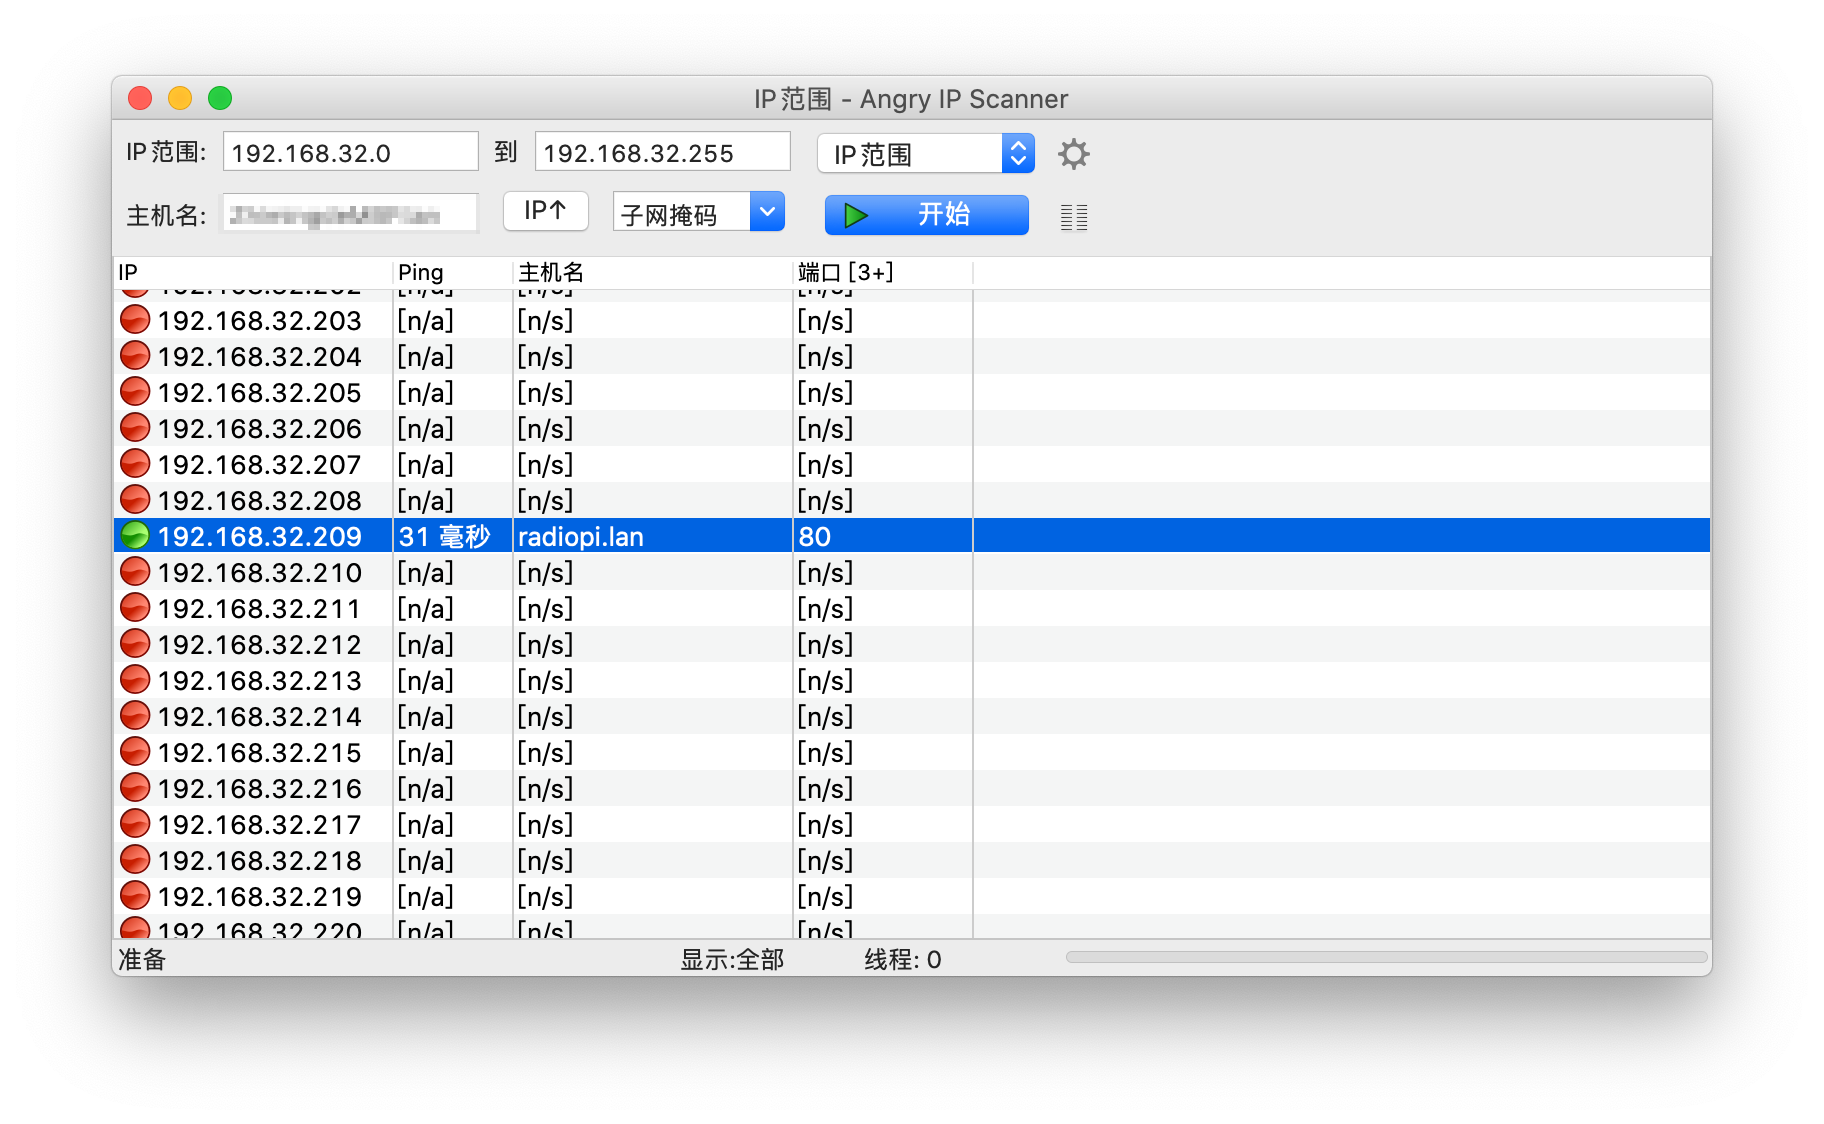 IP范围 - Angry IP Scanner
IP范围: 192.168.32.0 到 192.168.32.255 IP范围
主机名: IP↑ 子网掩码 开始
IP Ping 主机名 端口 [3+]
192.168.32.202 [n/a] [n/s] [n/s]
192.168.32.203 [n/a] [n/s] [n/s]
192.168.32.204 [n/a] [n/s] [n/s]
192.168.32.205 [n/a] [n/s] [n/s]
192.168.32.206 [n/a] [n/s] [n/s]
192.168.32.207 [n/a] [n/s] [n/s]
192.168.32.208 [n/a] [n/s] [n/s]
192.168.32.209 31 毫秒 radiopi.lan 80
192.168.32.210 [n/a] [n/s] [n/s]
192.168.32.211 [n/a] [n/s] [n/s]
192.168.32.212 [n/a] [n/s] [n/s]
192.168.32.213 [n/a] [n/s] [n/s]
192.168.32.214 [n/a] [n/s] [n/s]
192.168.32.215 [n/a] [n/s] [n/s]
192.168.32.216 [n/a] [n/s] [n/s]
192.168.32.217 [n/a] [n/s] [n/s]
192.168.32.218 [n/a] [n/s] [n/s]
192.168.32.219 [n/a] [n/s] [n/s]
192.168.32.220 [n/a] [n/s] [n/s]
准备 显示:全部 线程: 0